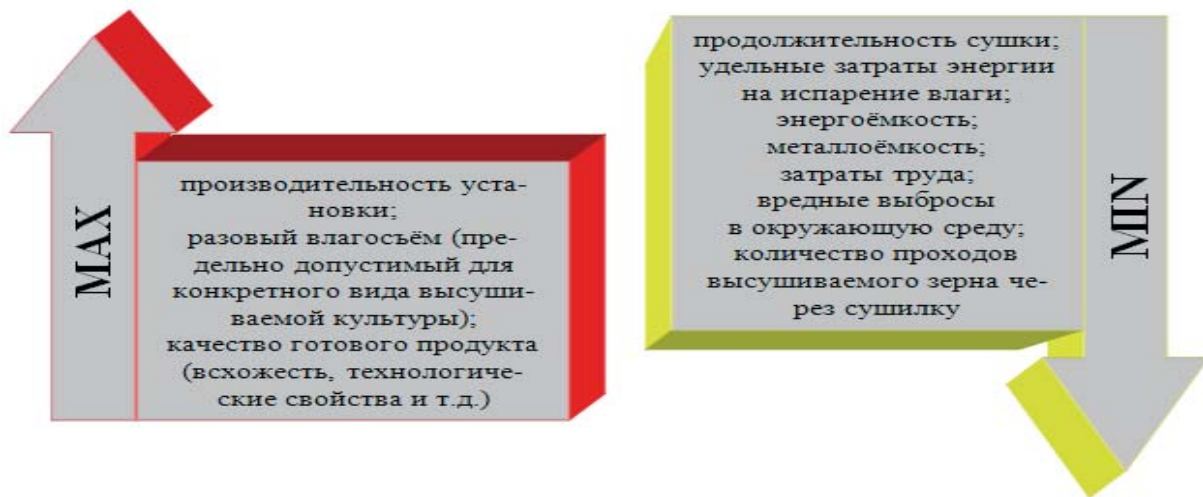 MAX
производительность уста-
новки;
разовый влагосъём (пре-
дельно допустимый для
конкретного вида высуши-
ваемой культуры);
качество готового продукта
(всхожесть, технологиче-
ские свойства и т.д.)
продолжительность сушки;
удельные затраты энергии
на испарение влаги;
энергоёмкость;
металлоёмкость;
затраты труда;
вредные выбросы
в окружающую среду;
количество проходов
высушиваемого зерна че-
рез сушилку
MIN